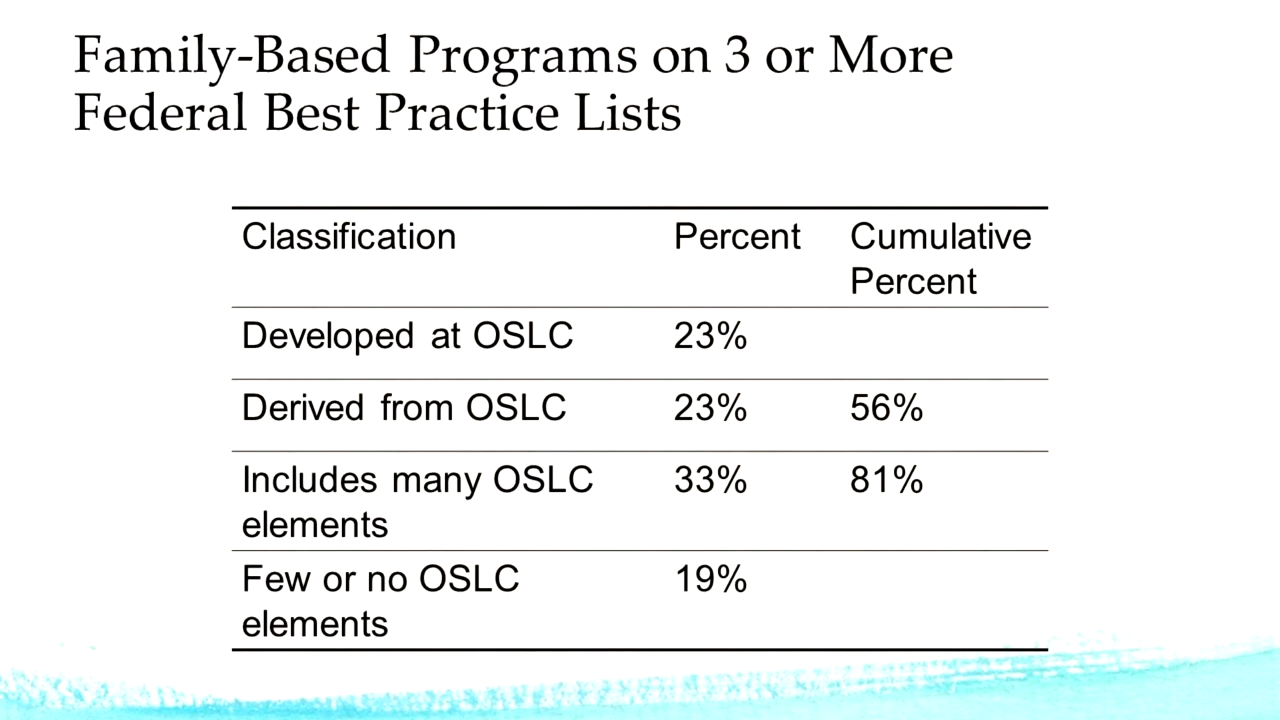 Family-Based Programs on 3 or More
Federal Best Practice Lists
Classification Percent Cumulative
Percent
Developed at OSLC 23%
Derived from OSLC 23% 56%
Includes many OSLC 33% 81%
elements
Few or no OSLC 19%
elements